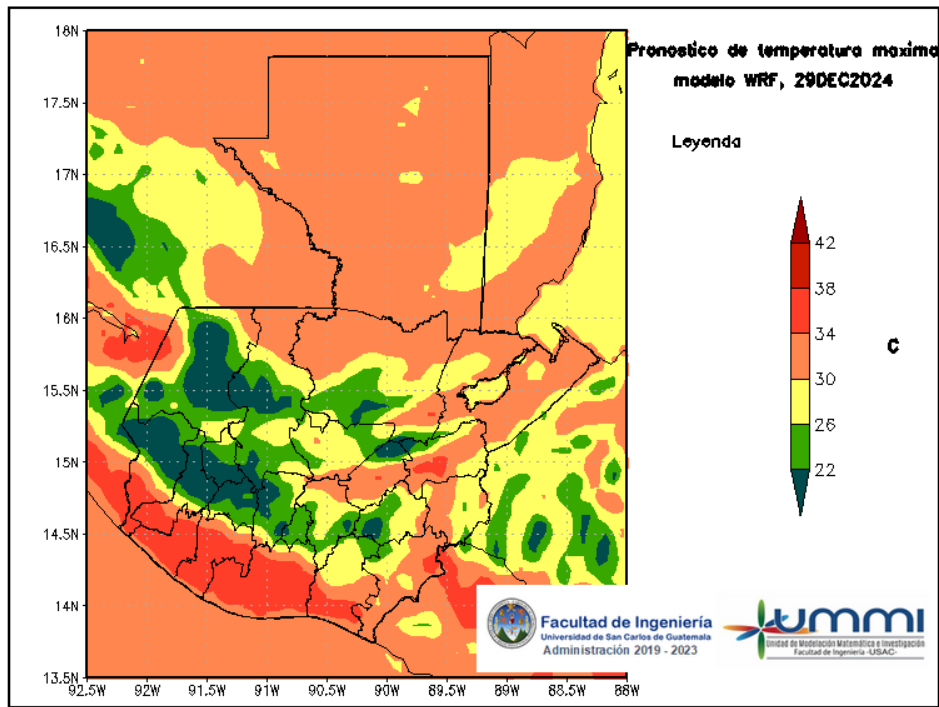 Pronostico de temperatura maxima
modelo WRF, 29DEC2024
Leyenda
42
38
34
30
26
22
C
18N
17.5N
17N
16.5N
16N
15.5N
15N
14.5N
14N
13.5N
92.5W 92W 91.5W 91W 90.5W 90W 89.5W 89W 88.5W 88W
Facultad de Ingeniería
Universidad de San Carlos de Guatemala
Administración 2019 - 2023
UMMI
Unidad de Modelación Matemática e Investigación
Facultad de Ingeniería -USAC-